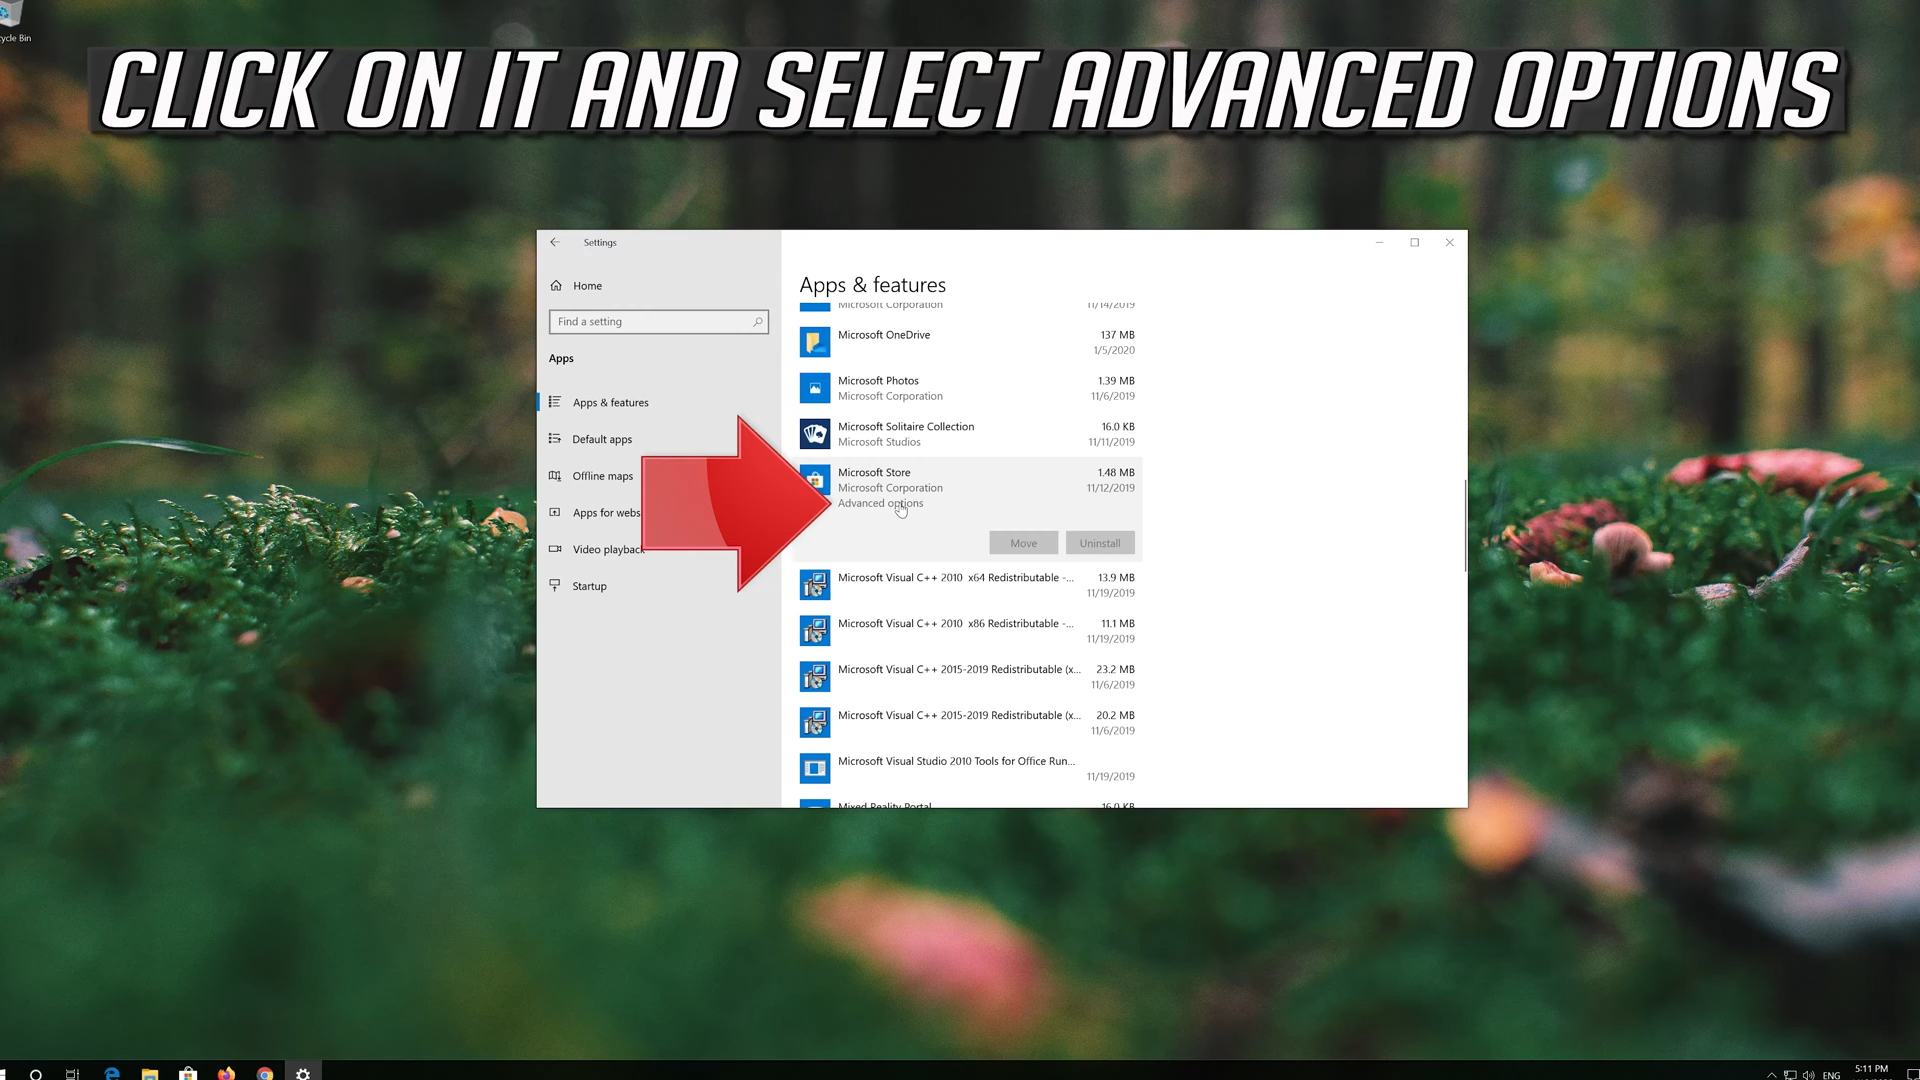 cycle Bin
CLICK ON IT AND SELECT ADVANCED OPTIONS
Settings
Home
Find a setting
Apps
Apps & features
Default apps
Offline maps
Apps for webs
Video playback
Startup
Apps & features
Microsoft Corporation 11/14/2019
Microsoft OneDrive 137 MB
1/5/2020
Microsoft Photos 1.39 MB
Microsoft Corporation 11/6/2019
Microsoft Solitaire Collection 16.0 KB
Microsoft Studios 11/11/2019
Microsoft Store 1.48 MB
Microsoft Corporation 11/12/2019
Advanced options
Move Uninstall
Microsoft Visual C++ 2010 x64 Redistributable -... 13.9 MB
11/19/2019
Microsoft Visual C++ 2010 x86 Redistributable -... 11.1 MB
11/19/2019
Microsoft Visual C++ 2015-2019 Redistributable (x... 23.2 MB
11/6/2019
Microsoft Visual C++ 2015-2019 Redistributable (x... 20.2 MB
11/6/2019
Microsoft Visual Studio 2010 Tools for Office Run...
11/19/2019
Mixed Reality Portal 16.0 KB
ENG
5:11 PM